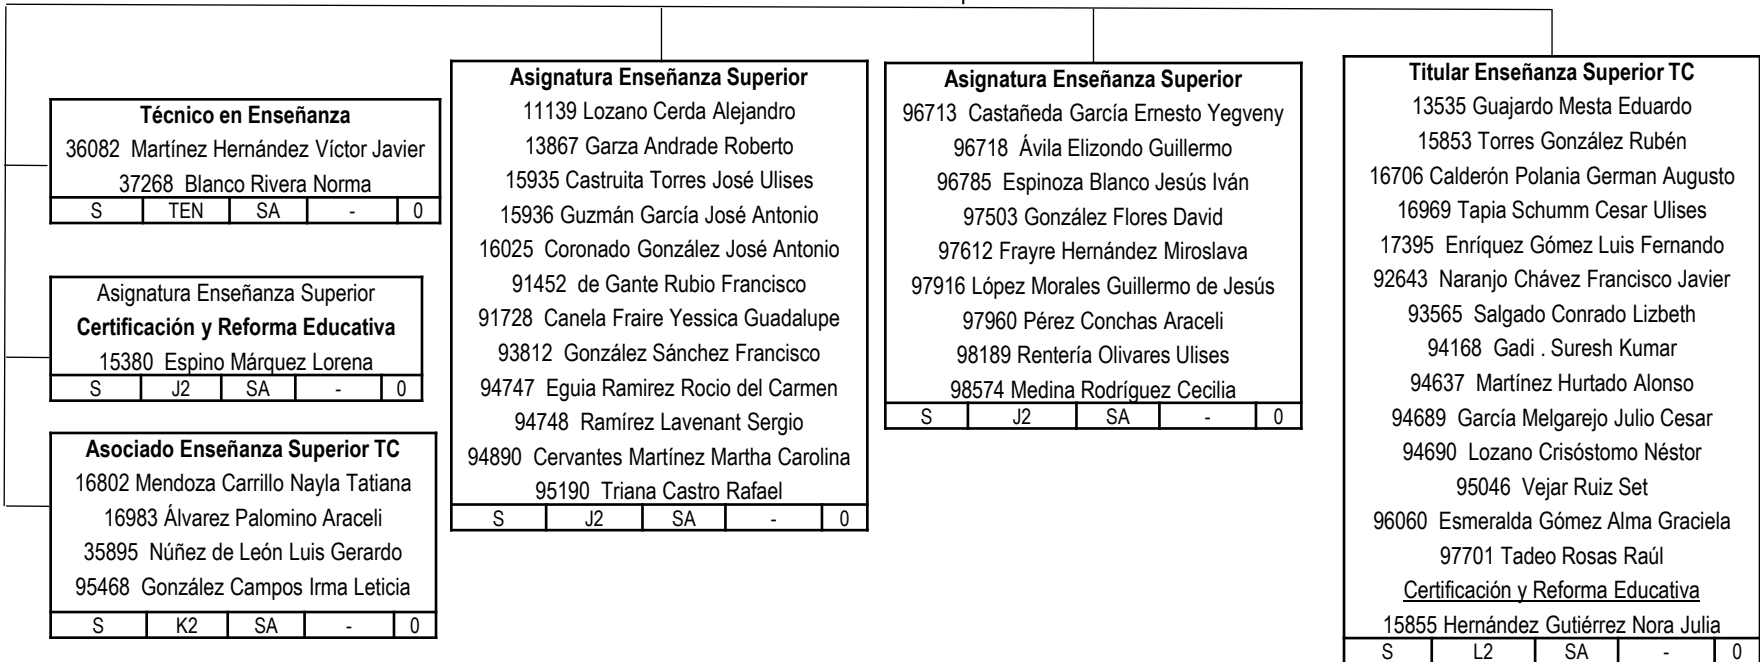 Técnico en Enseñanza
36082 Martínez Hernández Víctor Javier
37268 Blanco Rivera Norma
S TEN SA - 0
Asignatura Enseñanza Superior
Certificación y Reforma Educativa
15380 Espino Márquez Lorena
S J2 SA - 0
Asociado Enseñanza Superior TC
16802 Mendoza Carrillo Nayla Tatiana
16983 Álvarez Palomino Araceli
35895 Núñez de León Luis Gerardo
95468 González Campos Irma Leticia
S K2 SA - 0
Asignatura Enseñanza Superior
11139 Lozano Cerda Alejandro
13867 Garza Andrade Roberto
15935 Castruita Torres José Ulises
15936 Guzmán García José Antonio
16025 Coronado González José Antonio
91452 de Gante Rubio Francisco
91728 Canela Fraire Yessica Guadalupe
93812 González Sánchez Francisco
94747 Eguia Ramirez Rocio del Carmen
94748 Ramírez Lavenant Sergio
94890 Cervantes Martínez Martha Carolina
95190 Triana Castro Rafael
S J2 SA - 0
Asignatura Enseñanza Superior
96713 Castañeda García Ernesto Yegveny
96718 Ávila Elizondo Guillermo
96785 Espinoza Blanco Jesús Iván
97503 González Flores David
97612 Frayre Hernández Miroslava
97916 López Morales Guillermo de Jesús
97960 Pérez Conchas Araceli
98189 Rentería Olivares Ulises
98574 Medina Rodríguez Cecilia
S J2 SA - 0
Titular Enseñanza Superior TC
13535 Guajardo Mesta Eduardo
15853 Torres González Rubén
16706 Calderón Polania German Augusto
16969 Tapia Schumm Cesar Ulises
17395 Enríquez Gómez Luis Fernando
92643 Naranjo Chávez Francisco Javier
93565 Salgado Conrado Lizbeth
94168 Gadi . Suresh Kumar
94637 Martínez Hurtado Alonso
94689 García Melgarejo Julio Cesar
94690 Lozano Crisóstomo Néstor
95046 Vejar Ruiz Set
96060 Esmeralda Gómez Alma Graciela
97701 Tadeo Rosas Raúl
Certificación y Reforma Educativa
15855 Hernández Gutiérrez Nora Julia
S L2 SA - 0